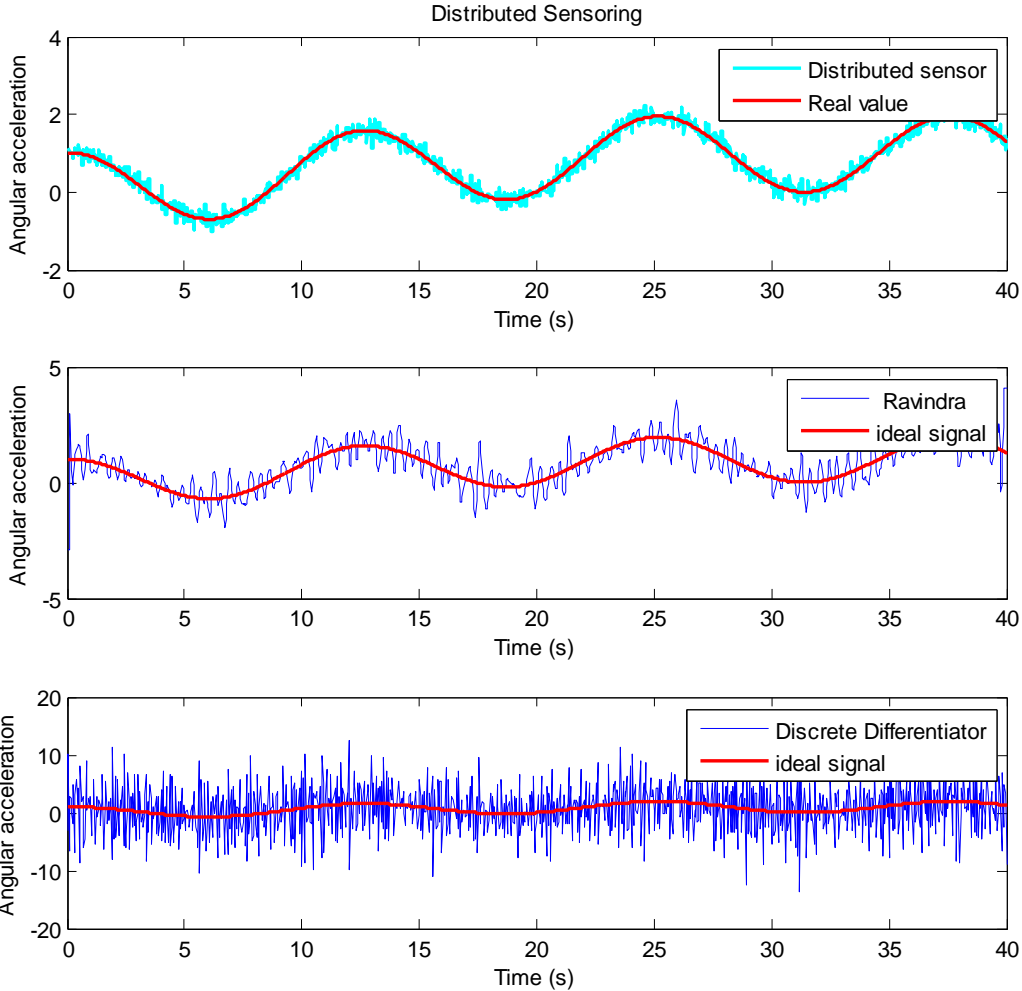 Distributed Sensoring
4
2
0
-2
Angular acceleration
Distributed sensor
Real value
0 5 10 15 20 25 30 35 40
Time (s)
5
0
-5
Angular acceleration
Ravindra
ideal signal
0 5 10 15 20 25 30 35 40
Time (s)
20
10
0
-10
-20
Angular acceleration
Discrete Differentiator
ideal signal
0 5 10 15 20 25 30 35 40
Time (s)